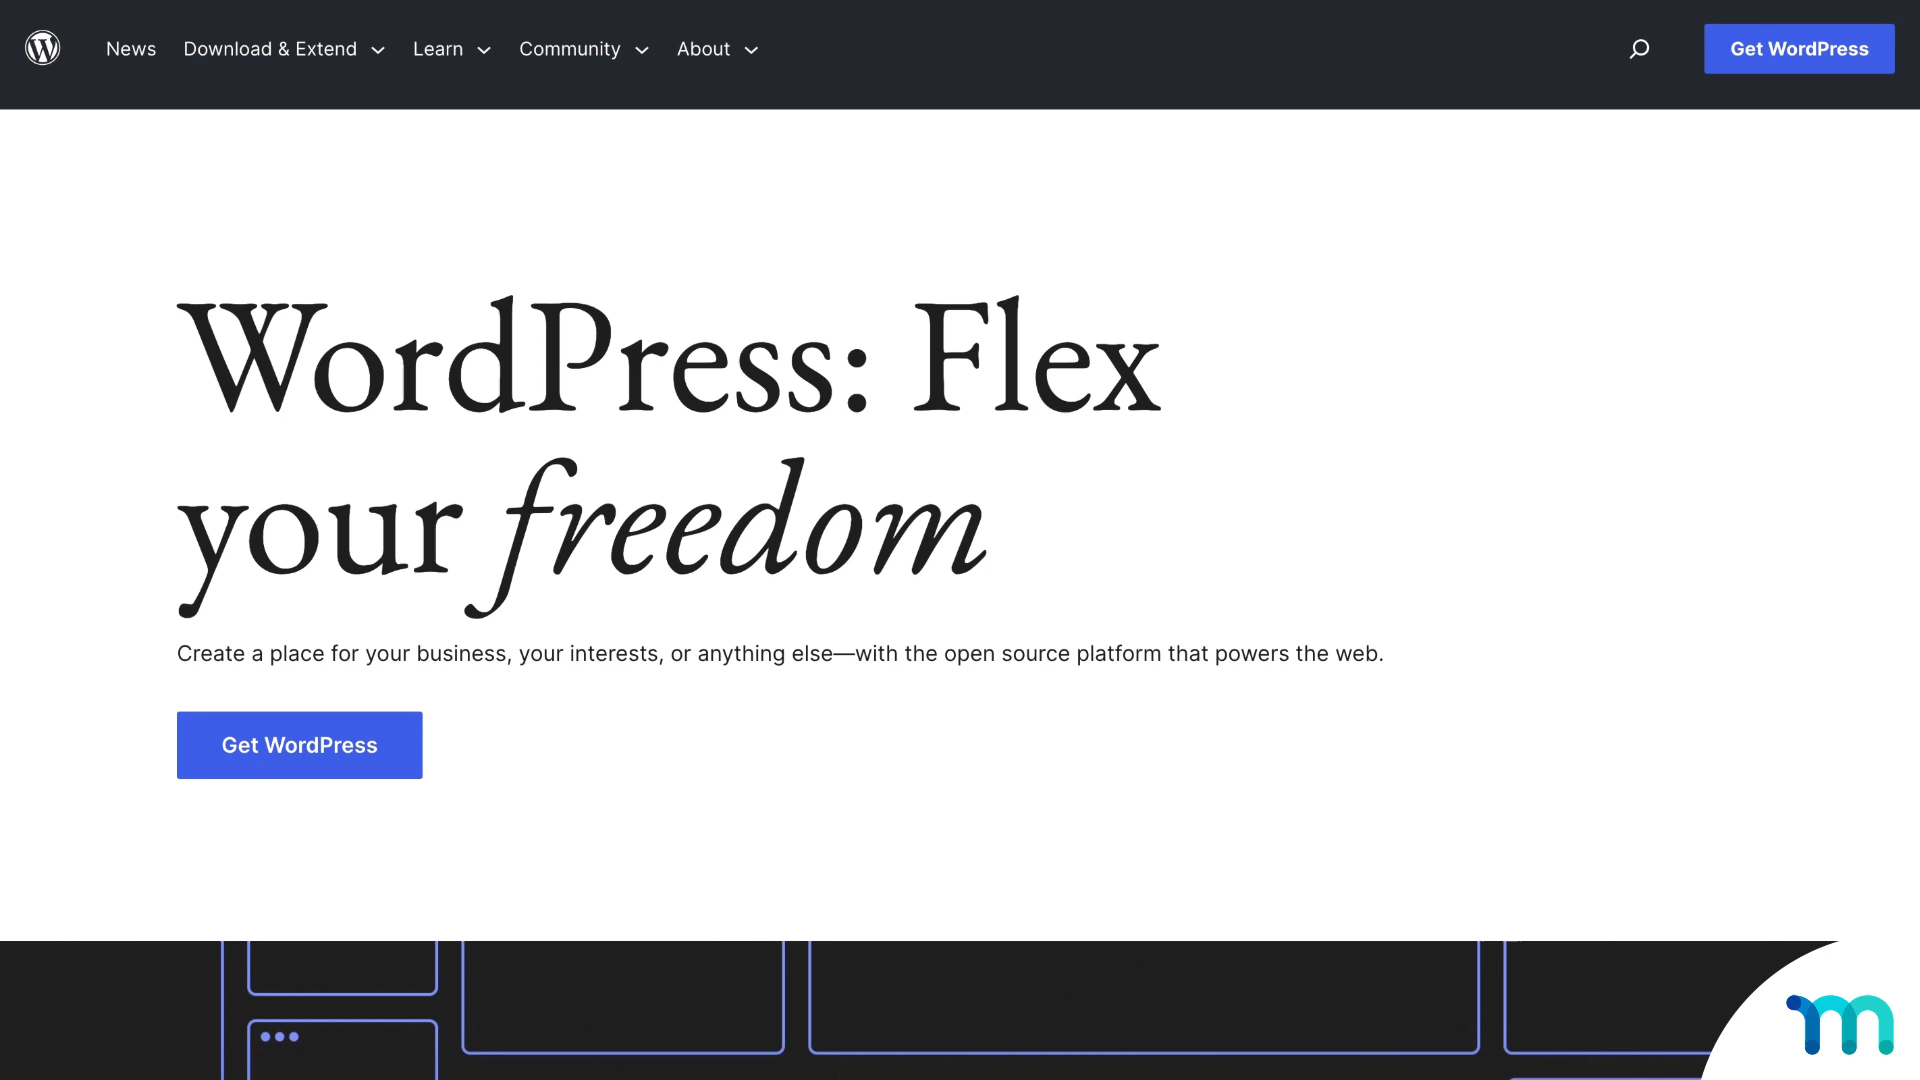 News Download & Extend Learn Community About Get WordPress
WordPress: Flex
your freedom
Create a place for your business, your interests, or anything else—with the open source platform that powers the web.
Get WordPress